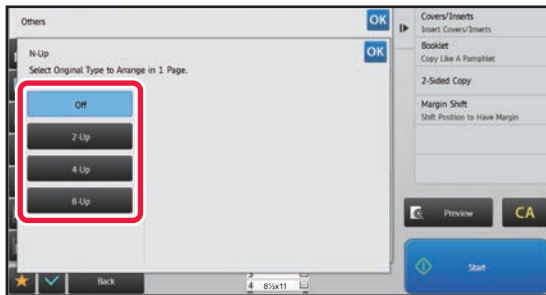 Others
OK
N-Up
OK
Select Original Type to Arrange in 1 Page.
Off
2-Up
4-Up
8-Up
Back
4 8½x11
Covers/Inserts
Insert Covers/Inserts
Booklet
Copy Like A Pamphlet
2-Sided Copy
Margin Shift
Shift Position to Have Margin
Preview
CA
Start